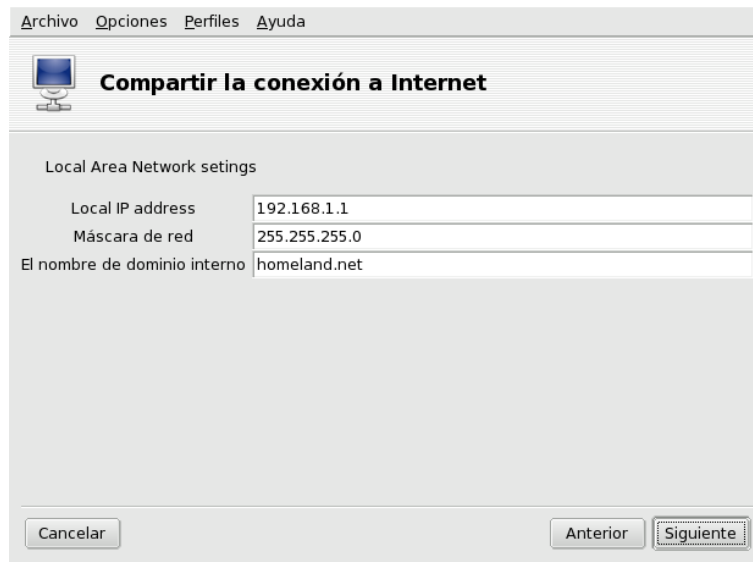 Archivo Opciones Perfiles Ayuda
Compartir la conexión a Internet
Local Area Network setings
Local IP address 192.168.1.1
Máscara de red 255.255.255.0
El nombre de dominio interno homeland.net
Cancelar Anterior Siguiente